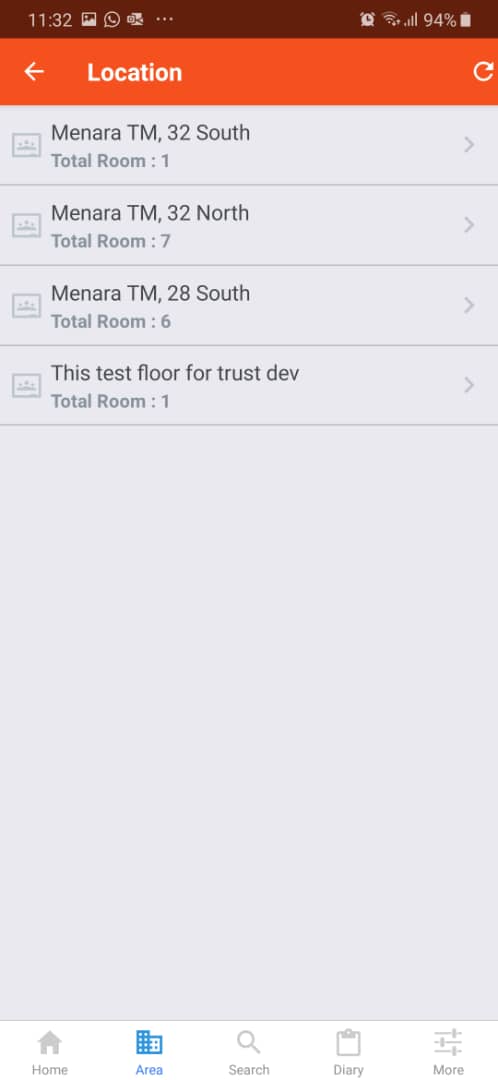 11:32 ... 94%
Location
Menara TM, 32 South
Total Room : 1
Menara TM, 32 North
Total Room : 7
Menara TM, 28 South
Total Room : 6
This test floor for trust dev
Total Room : 1
Home Area Search Diary More